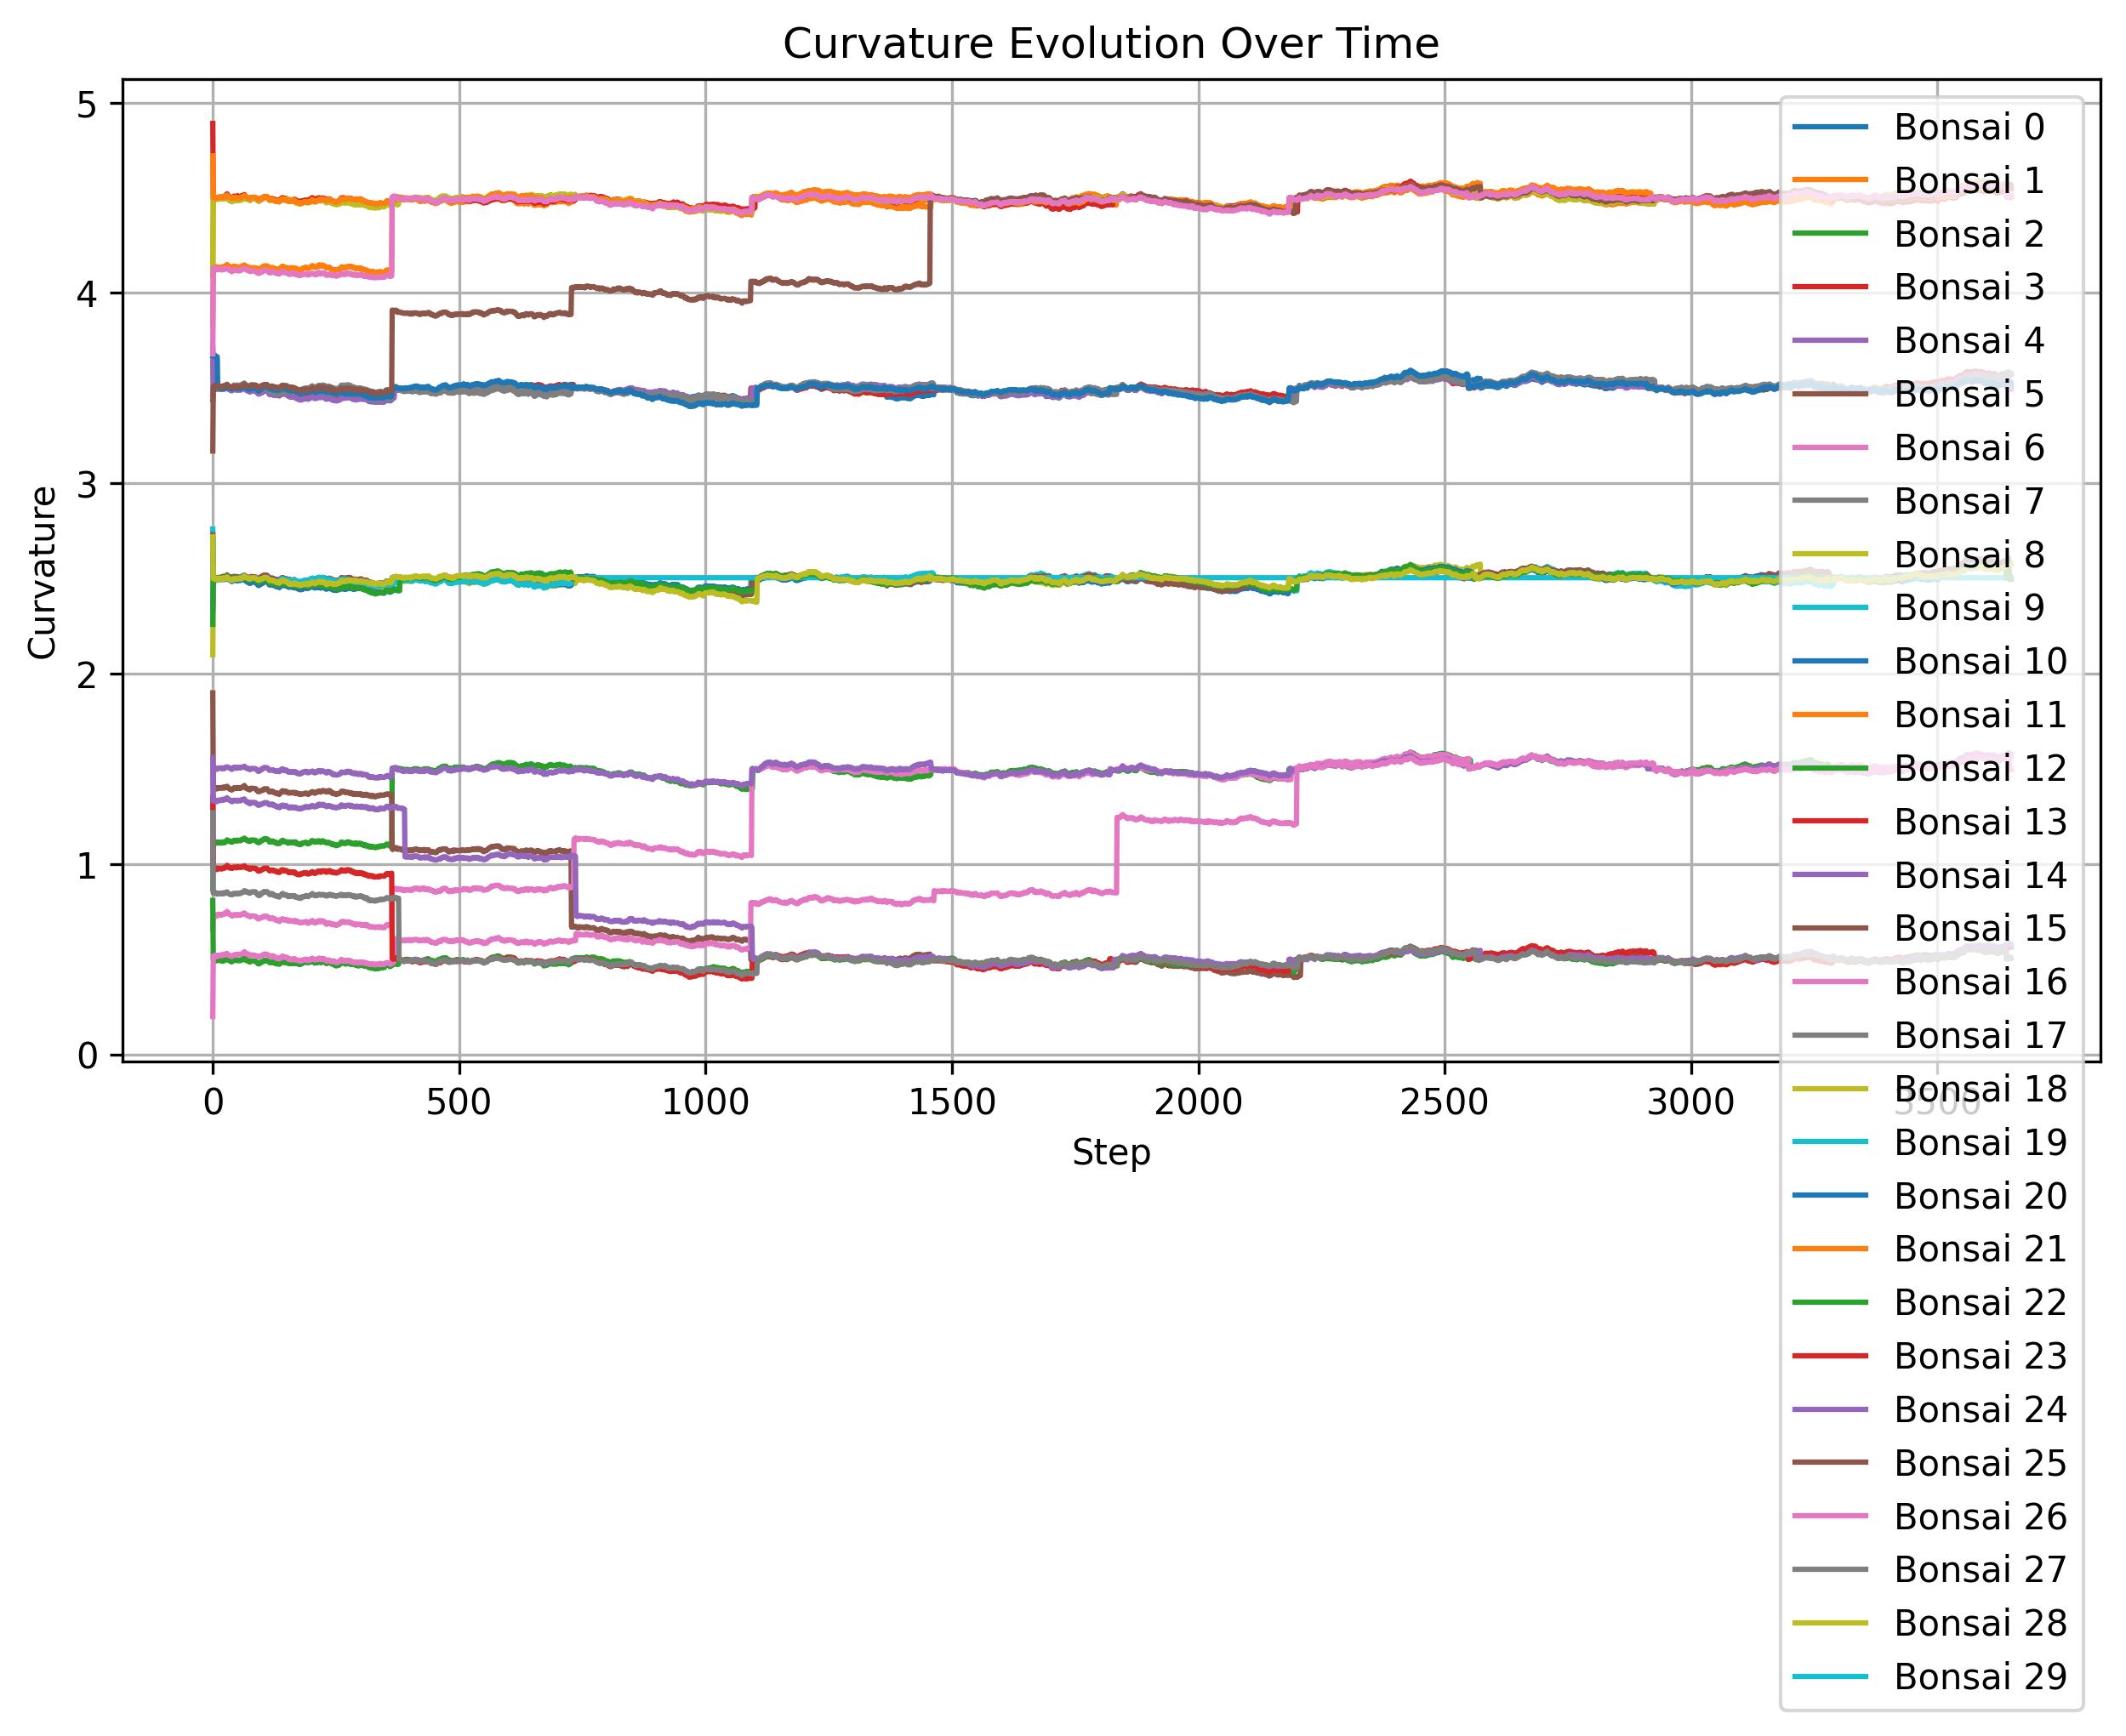 Curvature Evolution Over Time
Curvature
5
4
3
2
1
0
0 500 1000 1500 2000 2500 3000 3500
Step
Bonsai 0
Bonsai 1
Bonsai 2
Bonsai 3
Bonsai 4
Bonsai 5
Bonsai 6
Bonsai 7
Bonsai 8
Bonsai 9
Bonsai 10
Bonsai 11
Bonsai 12
Bonsai 13
Bonsai 14
Bonsai 15
Bonsai 16
Bonsai 17
Bonsai 18
Bonsai 19
Bonsai 20
Bonsai 21
Bonsai 22
Bonsai 23
Bonsai 24
Bonsai 25
Bonsai 26
Bonsai 27
Bonsai 28
Bonsai 29